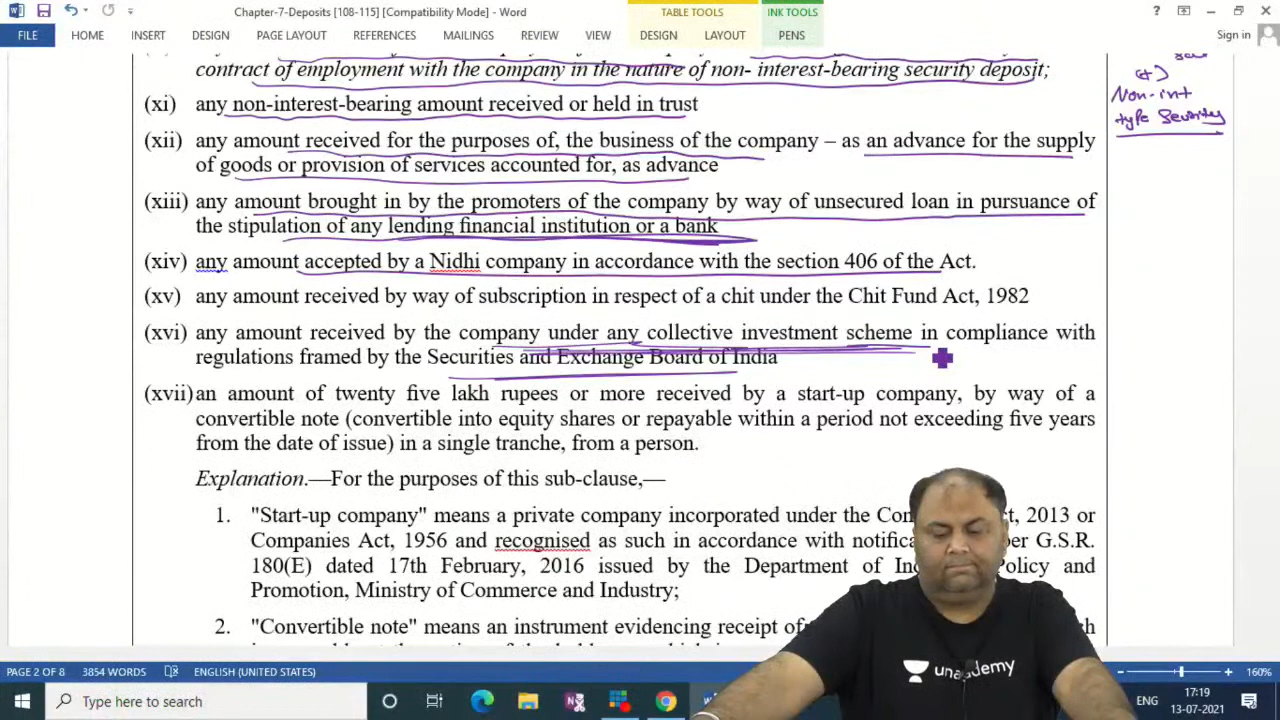 Chapter-7-Deposits [108-115] [Compatibility Mode] - Word
TABLE TOOLS
INK TOOLS
FILE HOME INSERT DESIGN PAGE LAYOUT REFERENCES MAILINGS REVIEW VIEW DESIGN LAYOUT PENS
Sign in
contract of employment with the company in the nature of non- interest-bearing security deposit;
Non-int
type Security
(xi) any non-interest-bearing amount received or held in trust
(xii) any amount received for the purposes of, the business of the company – as an advance for the supply
of goods or provision of services accounted for, as advance
(xiii) any amount brought in by the promoters of the company by way of unsecured loan in pursuance of
the stipulation of any lending financial institution or a bank
(xiv) any amount accepted by a Nidhi company in accordance with the section 406 of the Act.
(xv) any amount received by way of subscription in respect of a chit under the Chit Fund Act, 1982
(xvi) any amount received by the company under any collective investment scheme in compliance with
regulations framed by the Securities and Exchange Board of India
(xvii) an amount of twenty five lakh rupees or more received by a start-up company, by way of a
convertible note (convertible into equity shares or repayable within a period not exceeding five years
from the date of issue) in a single tranche, from a person.
Explanation.—For the purposes of this sub-clause,—
1. "Start-up company" means a private company incorporated under the Con ct, 2013 or
Companies Act, 1956 and recognised as such in accordance with notific ber G.S.R.
180(E) dated 17th February, 2016 issued by the Department of In Policy and
Promotion, Ministry of Commerce and Industry;
2. "Convertible note" means an instrument evidencing receipt of
unacademy
PAGE 2 OF 8 3854 WORDS ENGLISH (UNITED STATES) 160%
Type here to search
ENG
17:19
13-07-2021